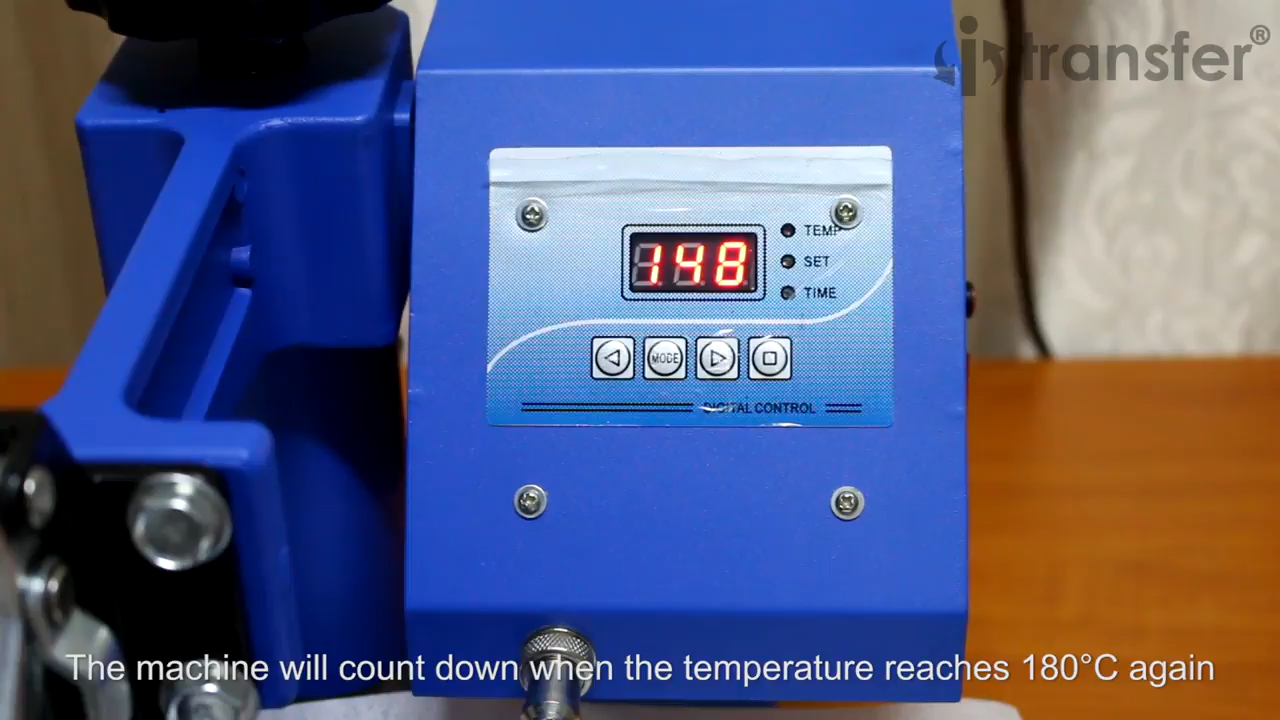 transfer®
148
TEMP
SET
TIME
MODE
DIGITAL CONTROL
The machine will count down when the temperature reaches 180°C again